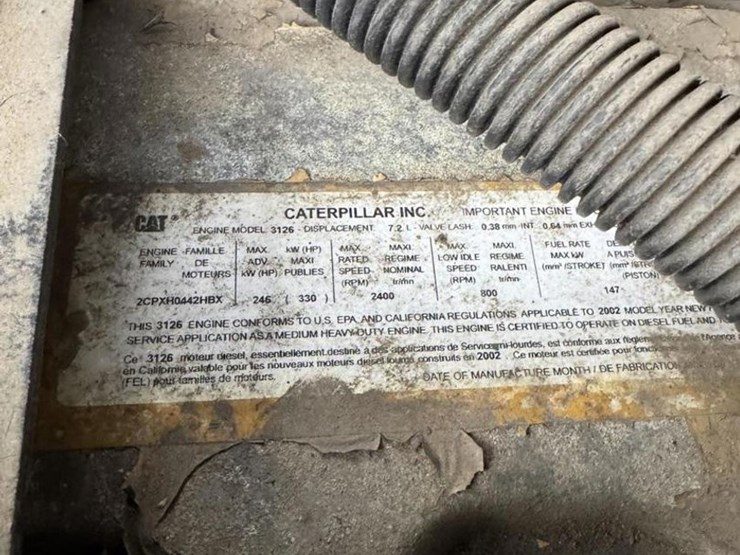 CAT®
CATERPILLAR INC. IMPORTANT ENGINE
ENGINE MODEL 3126 - DISPLACEMENT 7.2 L - VALVE LASH: 0.38 mm INT. 0.64 mm EXH
ENGINE FAMILLE MAX. kW (HP) MAX. MAXI. MAX. MAXI. FUEL RATE
FAMILY DE ADV. MAXI RATED REGIME LOW IDLE REGIME MAX kW A PUIS
MOTEURS kW (HP) PUBLIES SPEED NOMINAL SPEED RALENTI (mm³/STROKE)
(RPM) tr/mn (RPM) tr/mn (PISTON)
2CPXH0442HBX 246 ( 330 ) 2400 800 147
THIS 3126 ENGINE CONFORMS TO U.S. EPA AND CALIFORNIA REGULATIONS APPLICABLE TO 2002 MODEL YEAR NEW
SERVICE APPLICATION AS A MEDIUM HEAVY-DUTY ENGINE. THIS ENGINE IS CERTIFIED TO OPERATE ON DIESEL FUEL AND
Ce 3126 moteur diesel, essentiellement destiné à des applications de Service mi-lourdes, est conforme aux
en Californie valable pour les nouveaux moteurs diesel lourds construits en 2002 . Ce moteur est certifiée pour
(FEL) pour familles de moteurs.
DATE OF MANUFACTURE MONTH / DE FABRICATION